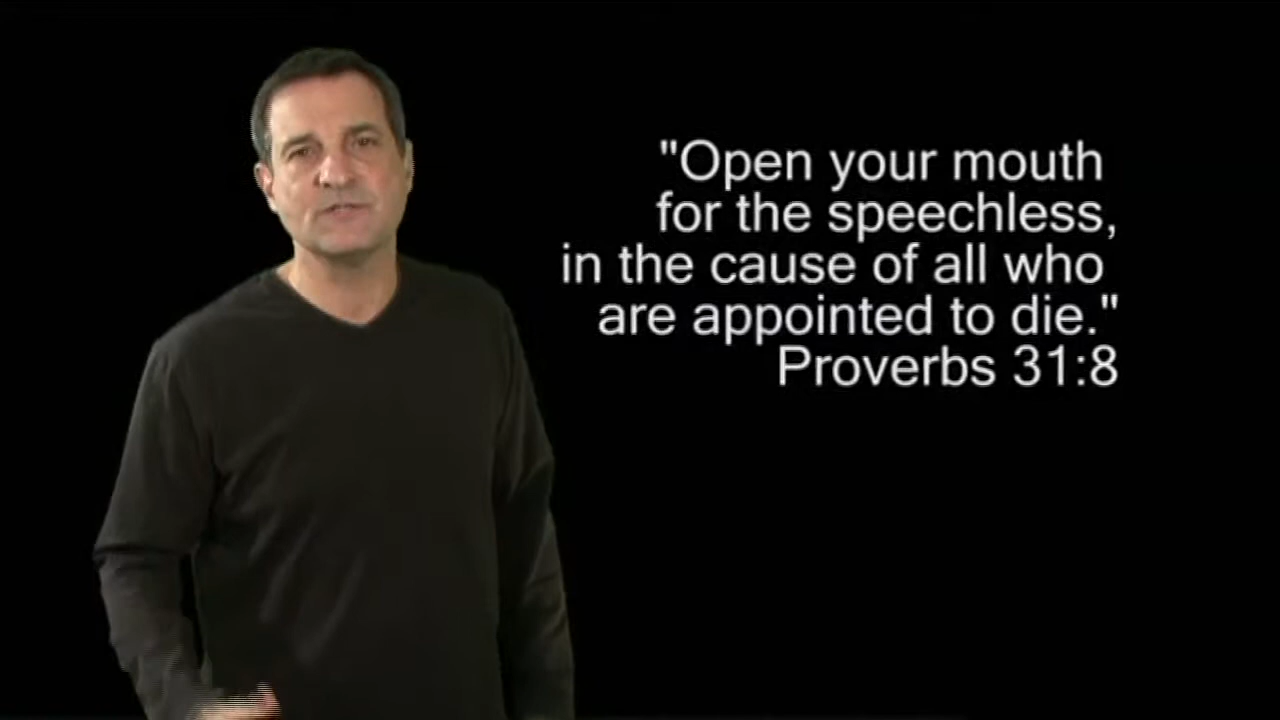 "Open your mouth
for the speechless,
in the cause of all who
are appointed to die."
Proverbs 31:8